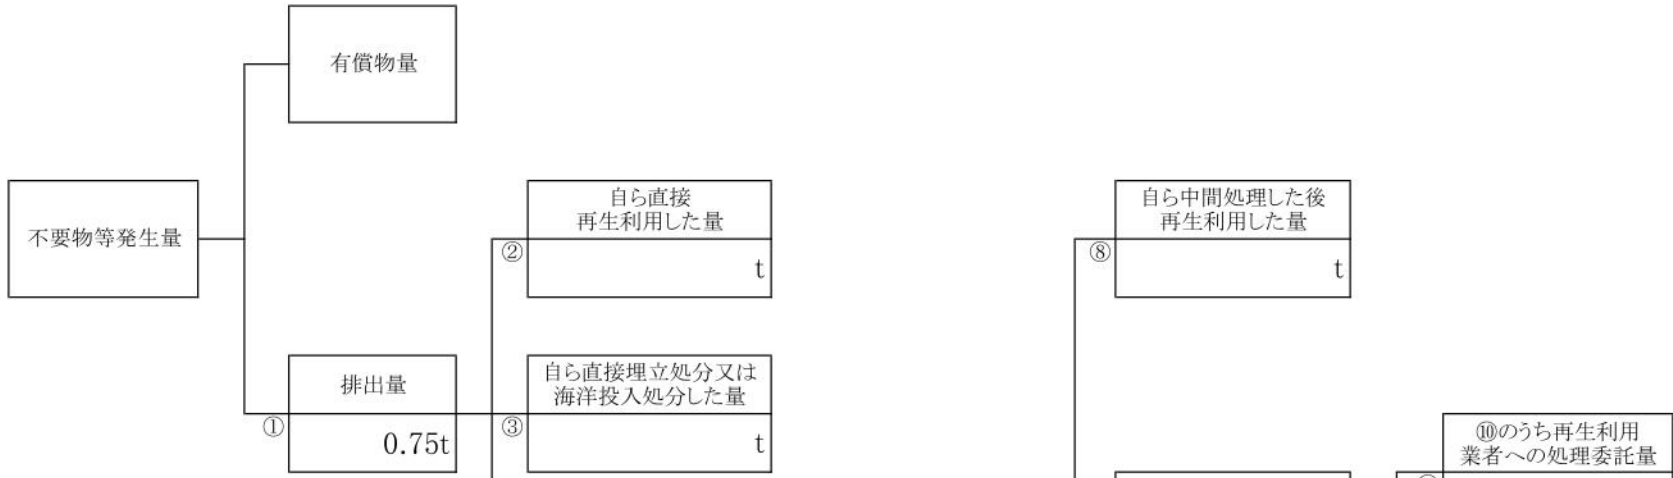 有償物量
不要物等発生量
自ら直接
再生利用した量
②
t
自ら中間処理した後
再生利用した量
⑧
t
排出量
①
0.75t
自ら直接埋立処分又は
海洋投入処分した量
③
t
⑩のうち再生利用
業者への処理委託量